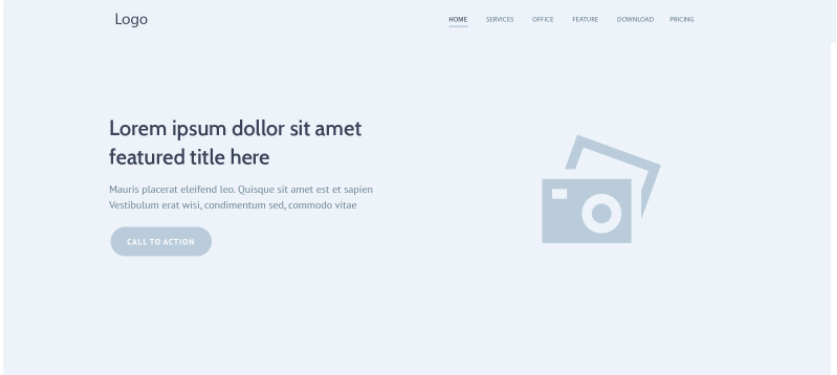 Logo
HOME SERVICES OFFICE FEATURE DOWNLOAD PRICING
Lorem ipsum dollor sit amet
featured title here
Mauris placerat eleifend leo. Quisque sit amet est et sapien
Vestibulum erat wisi, condimentum sed, commodo vitae
CALL TO ACTION